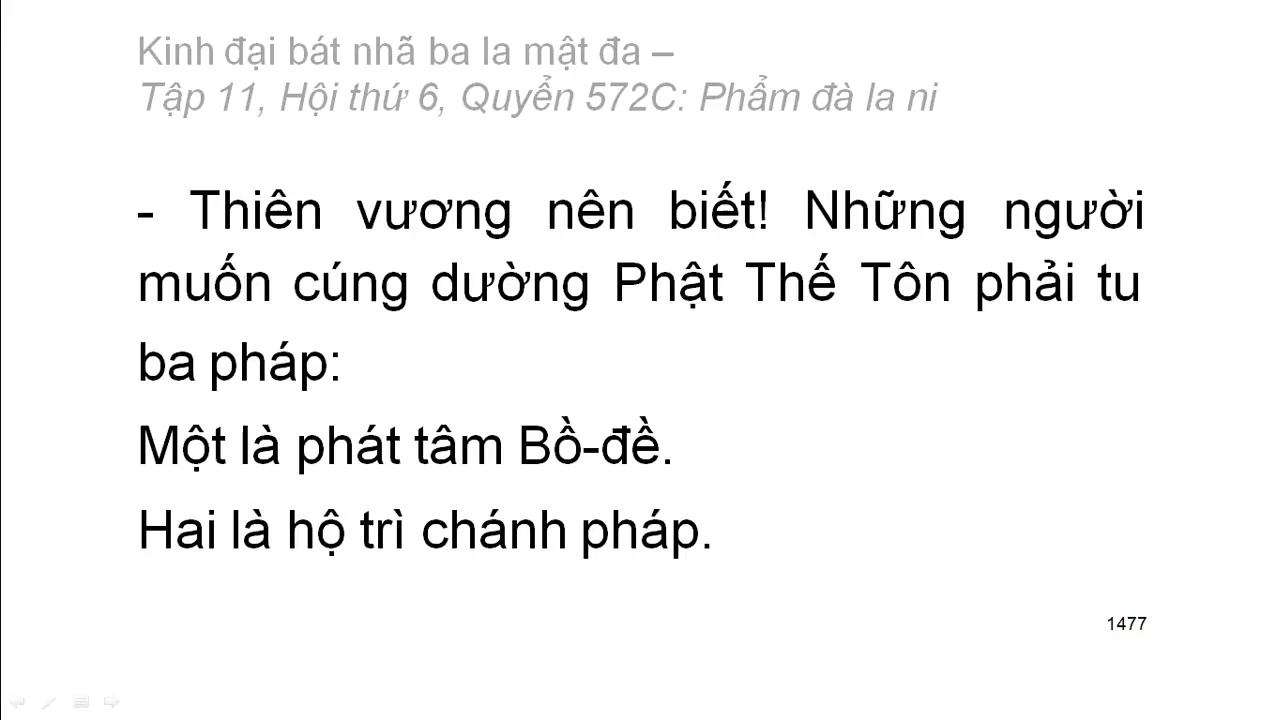 Kinh đại bát nhã ba la mật đa –
Tập 11, Hội thứ 6, Quyển 572C: Phẩm đà la ni
- Thiên vương nên biết! Những người
muốn cúng dường Phật Thế Tôn phải tu
ba pháp:
Một là phát tâm Bồ-đề.
Hai là hộ trì chánh pháp.
1477